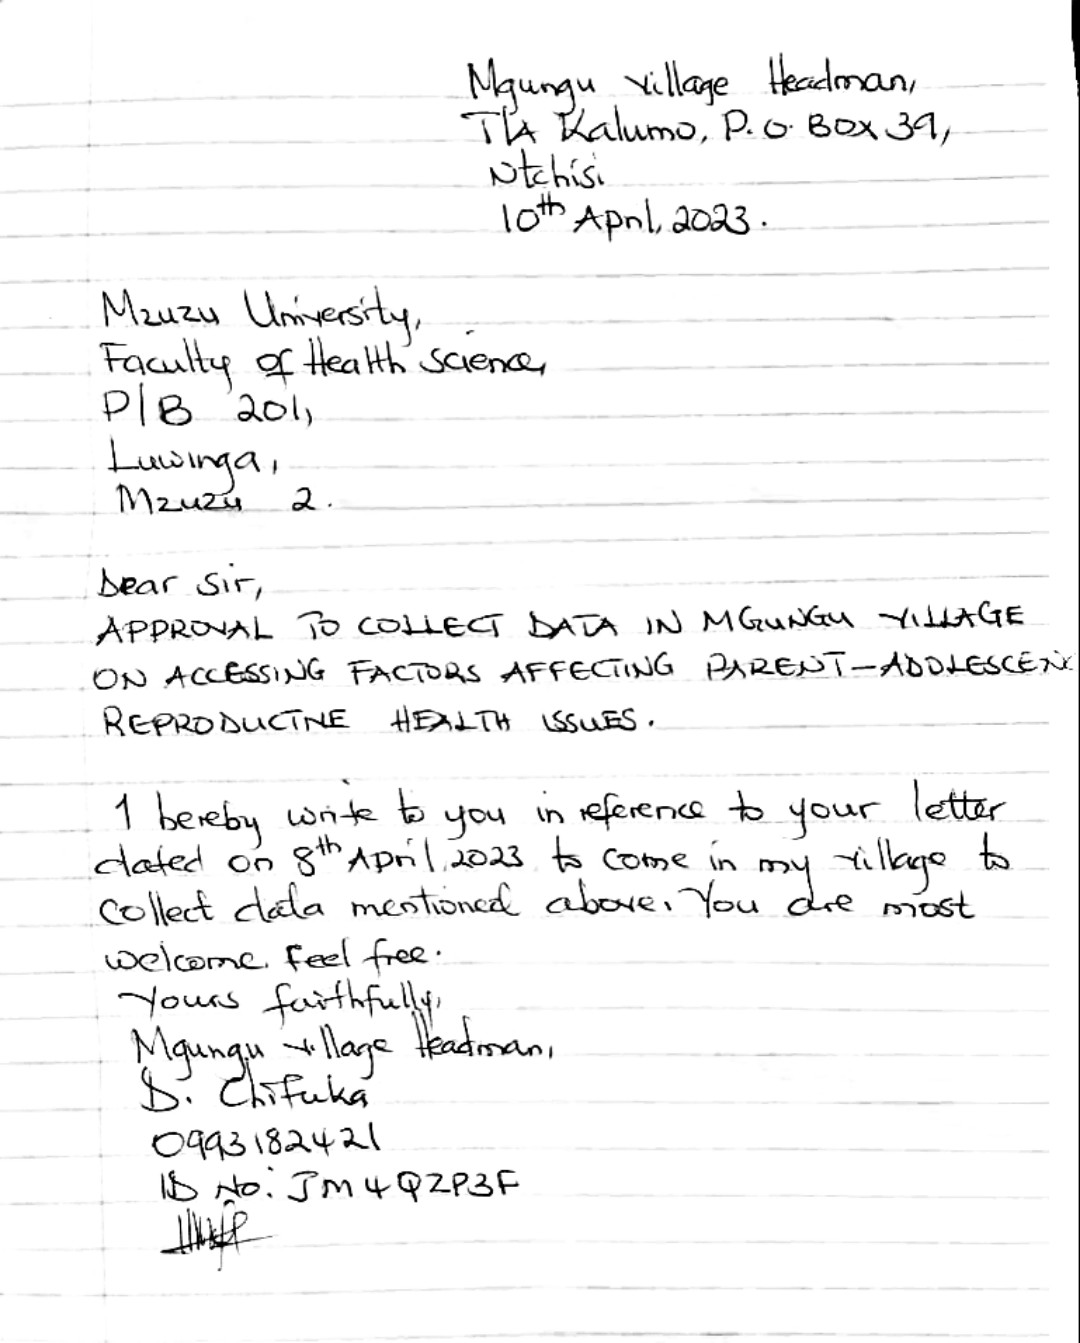 Mgungu Village Headman,
T/A Kalumo, P.O. BOX 39,
Ntchisi
10th April, 2023.
Mzuzu University,
Faculty of Health Science,
P/B 201,
Luwinga,
Mzuzu 2.
Dear Sir,
APPROVAL TO COLLECT DATA IN MGUNGU VILLAGE
ON ACCESSING FACTORS AFFECTING PARENT-ADOLESCEN
REPRODUCTIVE HEALTH ISSUES.
I hereby write to you in reference to your letter
dated on 8th April, 2023 to come in my village to
collect data mentioned above. You are most
welcome. Feel free.
Yours faithfully,
Mgungu Village Headman,
D. Chifuka
0993182421
ID No: JM4QZP3F